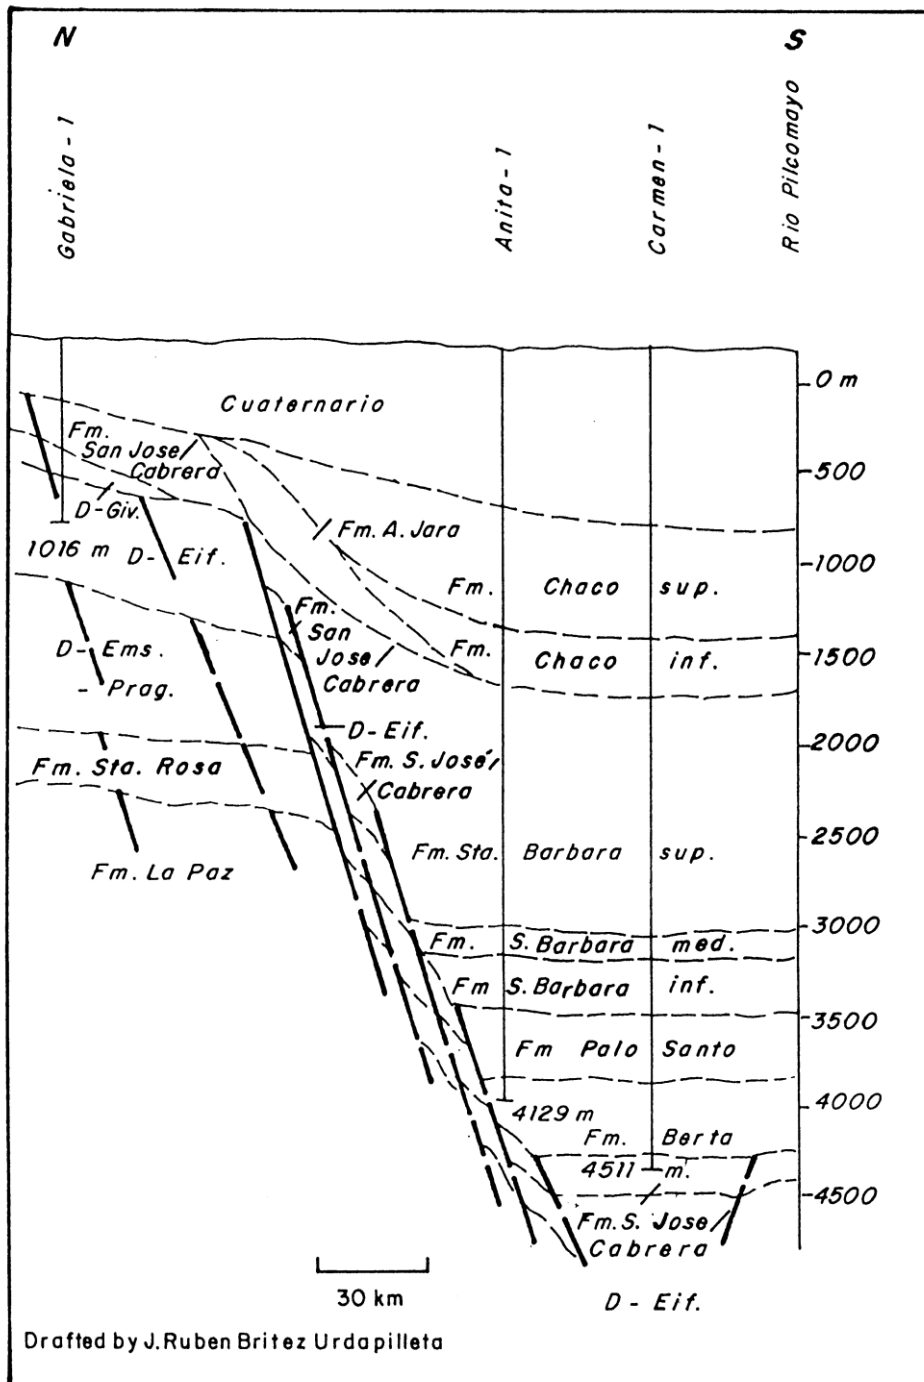 N
S
Gabriela - 1
Anita - 1
Carmen - 1
Rio Pilcomayo
0 m
Cuaternario
Fm.
San Jose/
Cabrera
500
D-Giv.
Fm. A. Jara
1016 m
D- Eif.
1000
Fm. Chaco sup.
Fm.
San
Jose/
Cabrera
Fm. Chaco inf.
1500
D- Ems.
- Prag.
D- Eif.
2000
Fm. Sta. Rosa
Fm. S. José/
Cabrera
2500
Fm. La Paz
Fm. Sta. Barbara sup.
3000
Fm. S. Barbara med.
Fm S. Barbara inf.
3500
Fm Palo Santo
4000
4129 m
Fm. Berta
4511 m.
4500
Fm. S. Jose/
Cabrera
30 km
D - Eif.
Drafted by J. Ruben Britez Urdapilleta